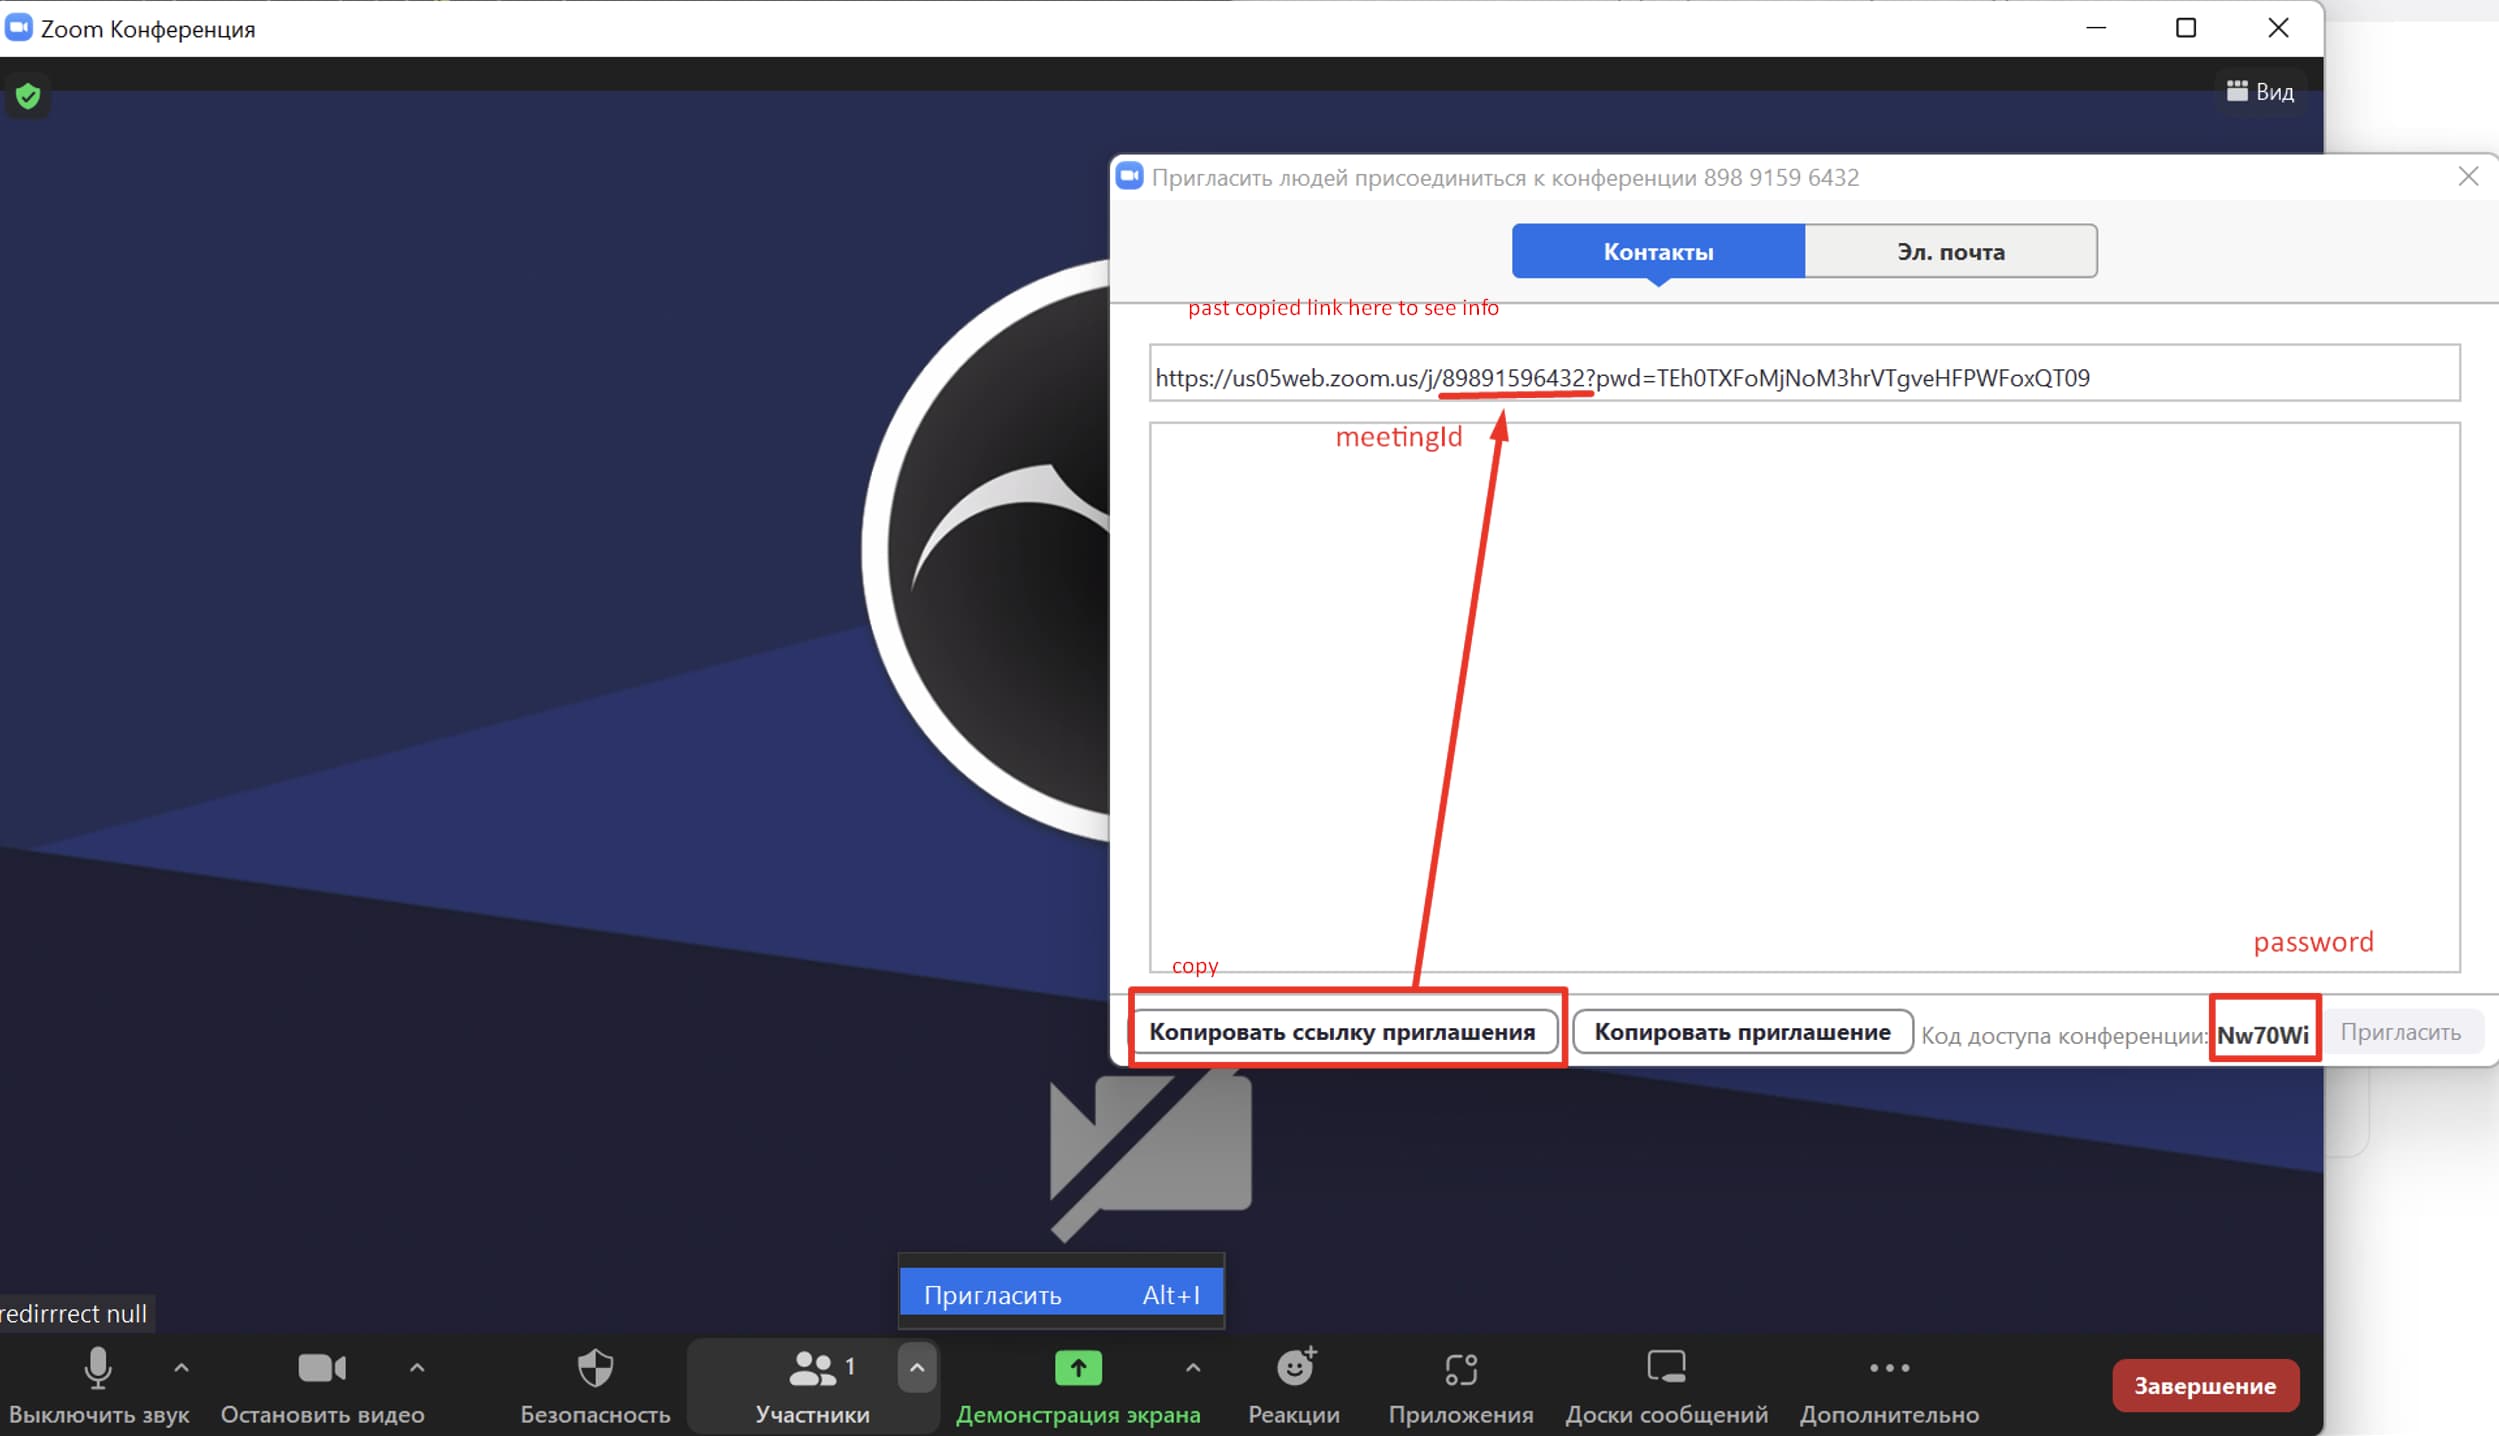 Zoom Конференция
Вид
Пригласить людей присоединиться к конференции 898 9159 6432
Контакты
Эл. почта
past copied link here to see info
https://us05web.zoom.us/j/89891596432?pwd=TEh0TXFoMjNoM3hrVTgveHFPWFoxQT09
meetingId
password
copy
Копировать ссылку приглашения
Копировать приглашение
Код доступа конференции:
Nw70Wi
Пригласить
Пригласить Alt+I
redirrrect null
1
Выключить звук
Остановить видео
Безопасность
Участники
Демонстрация экрана
Реакции
Приложения
Доски сообщений
Дополнительно
Завершение